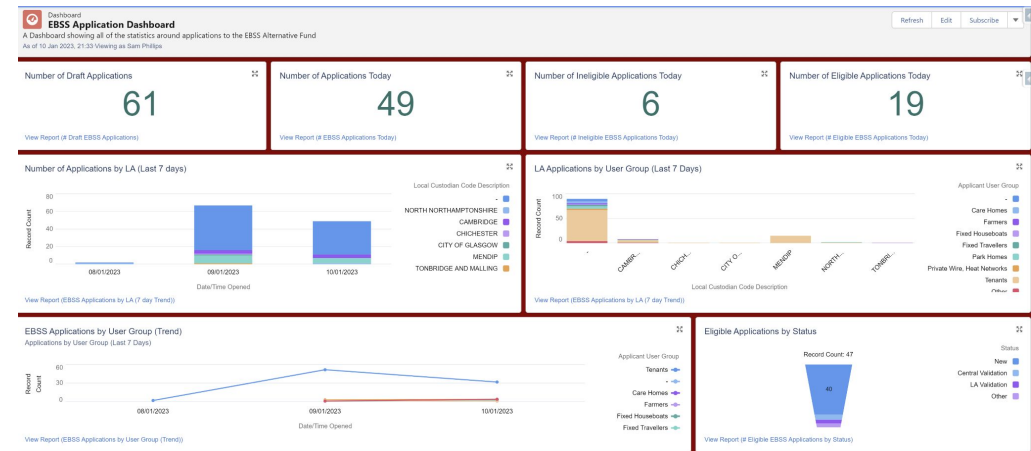 Dashboard
EBSS Application Dashboard
Refresh
Edit
Subscribe
A Dashboard showing all of the statistics around applications to the EBSS Alternative Fund
As of 10 Jan 2023, 21:33 Viewing as Sam Phillips
Number of Draft Applications
61
View Report (# Draft EBSS Applications)
Number of Applications Today
49
View Report (# EBSS Applications Today)
Number of Ineligible Applications Today
6
View Report (# Ineligible EBSS Applications Today)
Number of Eligible Applications Today
19
View Report (# Eligible EBSS Applications Today)
Number of Applications by LA (Last 7 days)
Record Count
80
60
40
20
0
08/01/2023
09/01/2023
10/01/2023
Date/Time Opened
Local Custodian Code Description
-
NORTH NORTHAMPTONSHIRE
CAMBRIDGE
CHICHESTER
CITY OF GLASGOW
MENDIP
TONBRIDGE AND MALLING
View Report (EBSS Applications by LA (7 day Trend))
LA Applications by User Group (Last 7 Days)
Record Count
100
50
0
-
CAMBR...
CHICH...
CITY O...
MENDIP
NORTH...
TONBRI...
Local Custodian Code Description
Applicant User Group
-
Care Homes
Farmers
Fixed Houseboats
Fixed Travellers
Park Homes
Private Wire, Heat Networks
Tenants
Other
View Report (EBSS Applications by LA (7 day Trend))
EBSS Applications by User Group (Trend)
Applications by User Group (Last 7 Days)
Record
Count
60
30
0
08/01/2023
09/01/2023
10/01/2023
Date/Time Opened
Applicant User Group
Tenants
-
Care Homes
Farmers
Fixed Houseboats
Fixed Travellers
View Report (EBSS Applications by User Group (Trend))
Eligible Applications by Status
Record Count: 47
40
Status
New
Central Validation
LA Validation
Other
View Report (# Eligible EBSS Applications by Status)